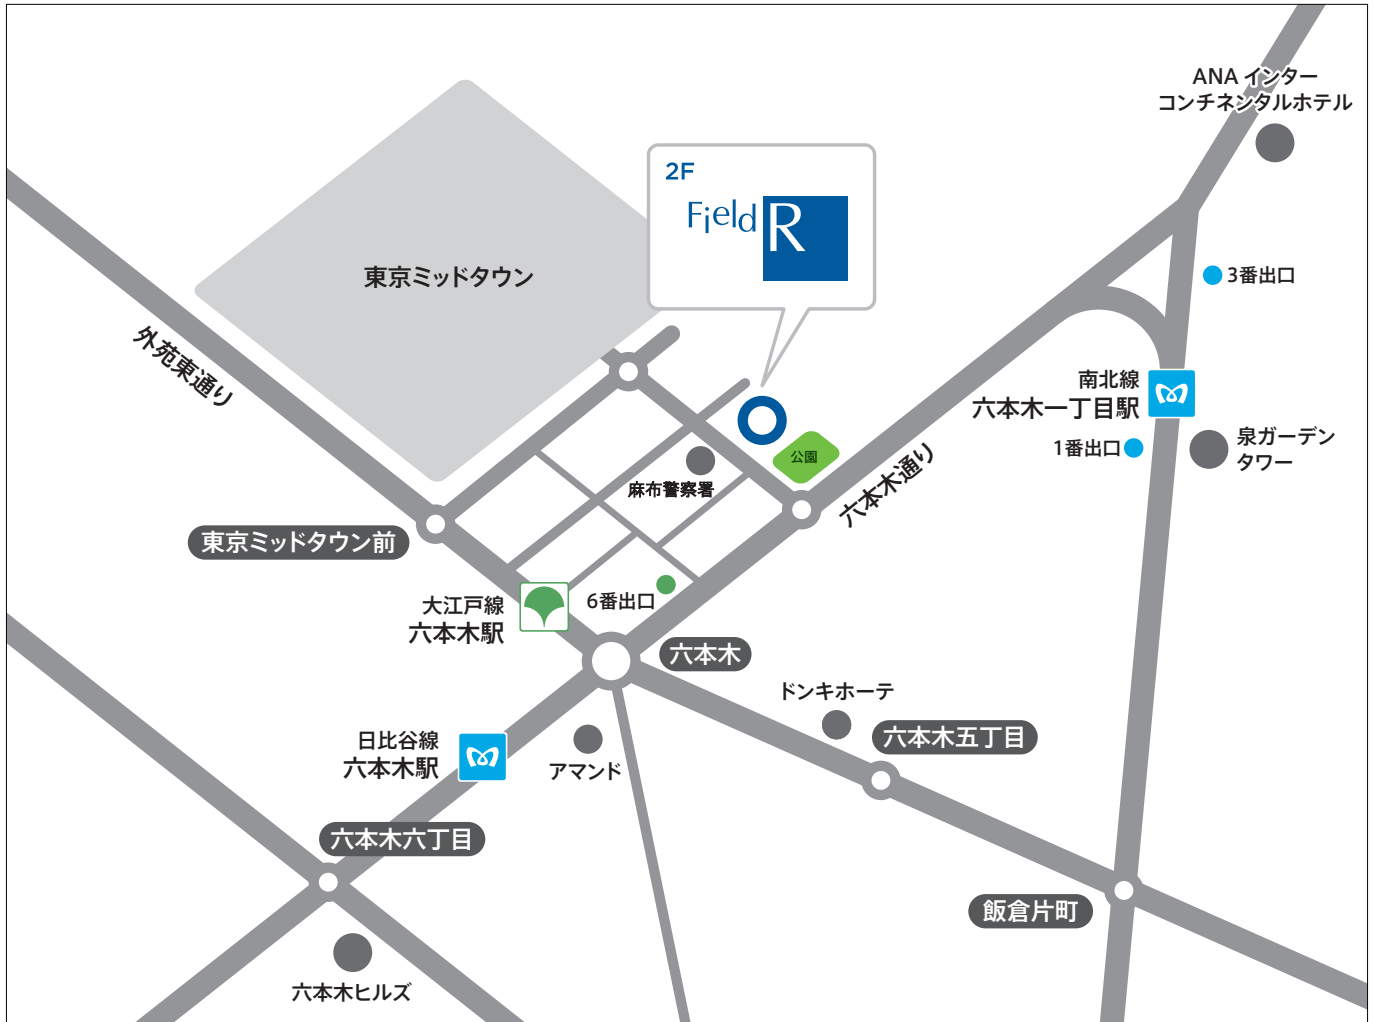 ANA インター
コンチネンタルホテル
2F
Field R
東京ミッドタウン
3番出口
外苑東通り
南北線
六本木一丁目駅
1番出口
泉ガーデン
タワー
公園
麻布警察署
六本木通り
東京ミッドタウン前
大江戸線
六本木駅
6番出口
六本木
ドンキホーテ
六本木五丁目
日比谷線
六本木駅
アマンド
六本木六丁目
飯倉片町
六本木ヒルズ